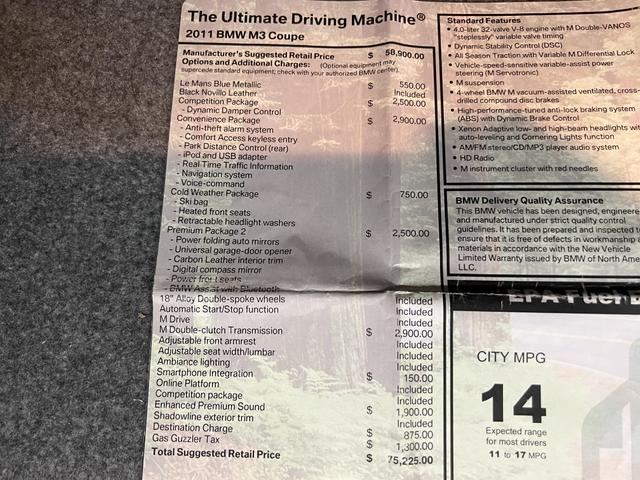 The Ultimate Driving Machine®
2011 BMW M3 Coupe
Manufacturer's Suggested Retail Price $ 58,900.00
Options and Additional Charges: (Optional equipment may
supercede standard equipment; check with your authorized BMW center)
Le Mans Blue Metallic $ 550.00
Black Novillo Leather Included
Competition Package $ 2,500.00
- Dynamic Damper Control
Convenience Package $ 2,900.00
- Anti-theft alarm system
- Comfort Access keyless entry
- Park Distance Control (rear)
- iPod and USB adapter
- Real Time Traffic Information
- Navigation system
- Voice-command
Cold Weather Package $ 750.00
- Ski bag
- Heated front seats
- Retractable headlight washers
Premium Package 2 $ 2,500.00
- Power folding auto mirrors
- Universal garage-door opener
- Carbon Leather interior trim
- Digital compass mirror
- Power front seats
- BMW Assist with Bluetooth
18" Alloy Double-spoke wheels Included
Automatic Start/Stop function Included
M Drive Included
M Double-clutch Transmission $ 2,900.00
Adjustable front armrest Included
Adjustable seat width/lumbar Included
Ambiance lighting Included
Smartphone Integration $ 150.00
Online Platform Included
Competition package Included
Enhanced Premium Sound $ 1,900.00
Shadowline exterior trim Included
Destination Charge $ 875.00
Gas Guzzler Tax $ 1,300.00
Total Suggested Retail Price $ 75,225.00
Standard Features
• 4.0-liter 32-valve V-8 engine with M Double-VANOS
"steplessly" variable valve timing
• Dynamic Stability Control (DSC)
• All Season Traction with Variable M Differential Lock
• Vehicle-speed-sensitive variable-assist power
steering (M Servotronic)
• M suspension
• 4-wheel BMW M vacuum-assisted ventilated, cross-
drilled compound disc brakes
• High-performance-tuned anti-lock braking system
(ABS) with Dynamic Brake Control
• Xenon Adaptive low- and high-beam headlights wi
auto-leveling and Cornering Lights function
• AM/FM stereo/CD/MP3 player audio system
• HD Radio
• M instrument cluster with red needles
BMW Delivery Quality Assurance
This BMW vehicle has been designed, engineere
and manufactured under strict quality control
guidelines. It has been prepared and inspected t
ensure that it is free of defects in workmanship
materials in accordance with the New Vehicle
Limited Warranty issued by BMW of North Ame
LLC.
EPA Fuel E
CITY MPG
14
Expected range
for most drivers
11 to 17 MPG